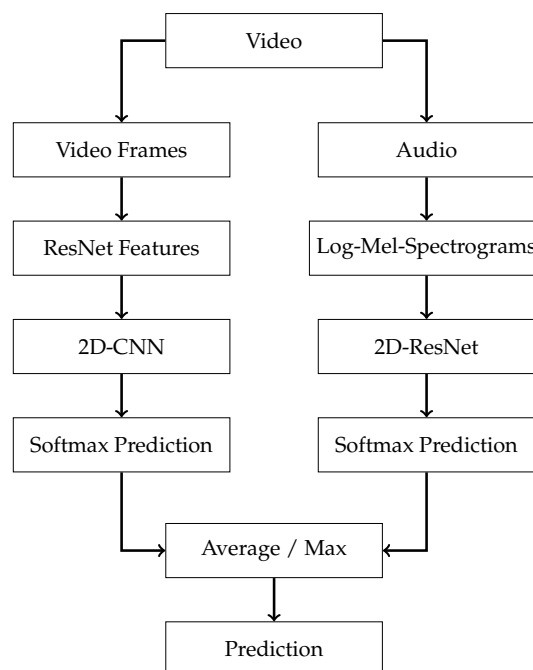 Video
Video Frames
Audio
ResNet Features
Log-Mel-Spectrograms
2D-CNN
2D-ResNet
Softmax Prediction
Softmax Prediction
Average / Max
Prediction